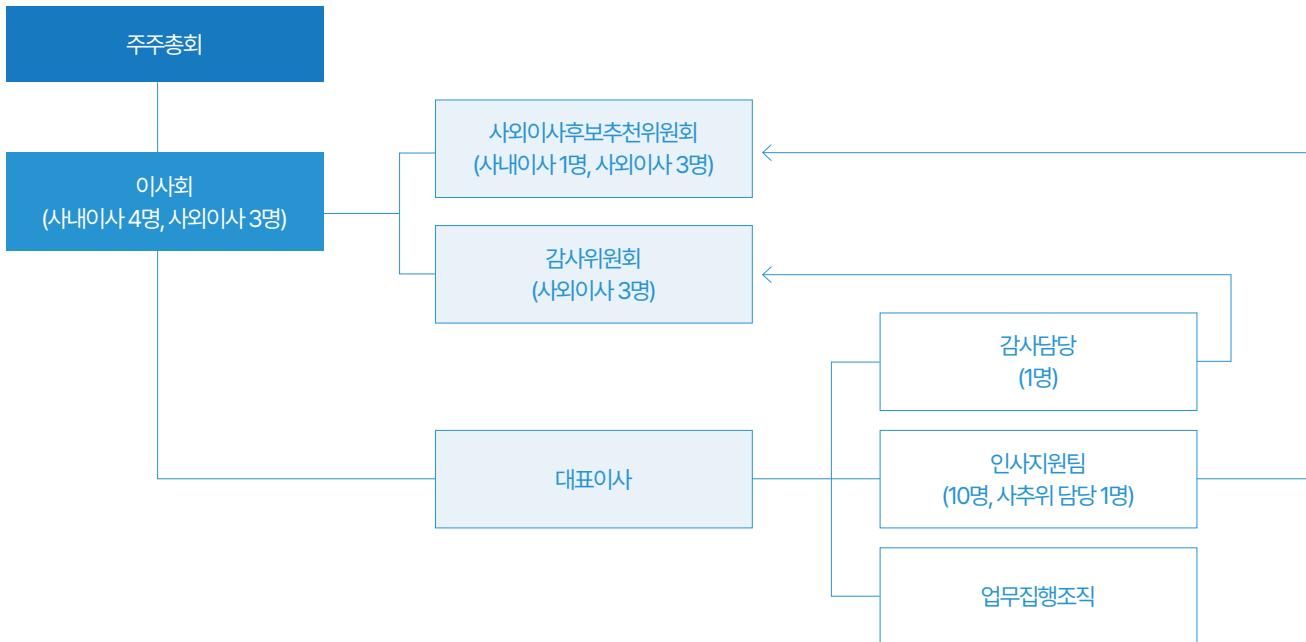 주주총회
사외이사후보추천위원회
(사내이사 1명, 사외이사 3명)
이사회
(사내이사 4명, 사외이사 3명)
감사위원회
(사외이사 3명)
감사담당
(1명)
대표이사
인사지원팀
(10명, 사추위 담당 1명)
업무집행조직